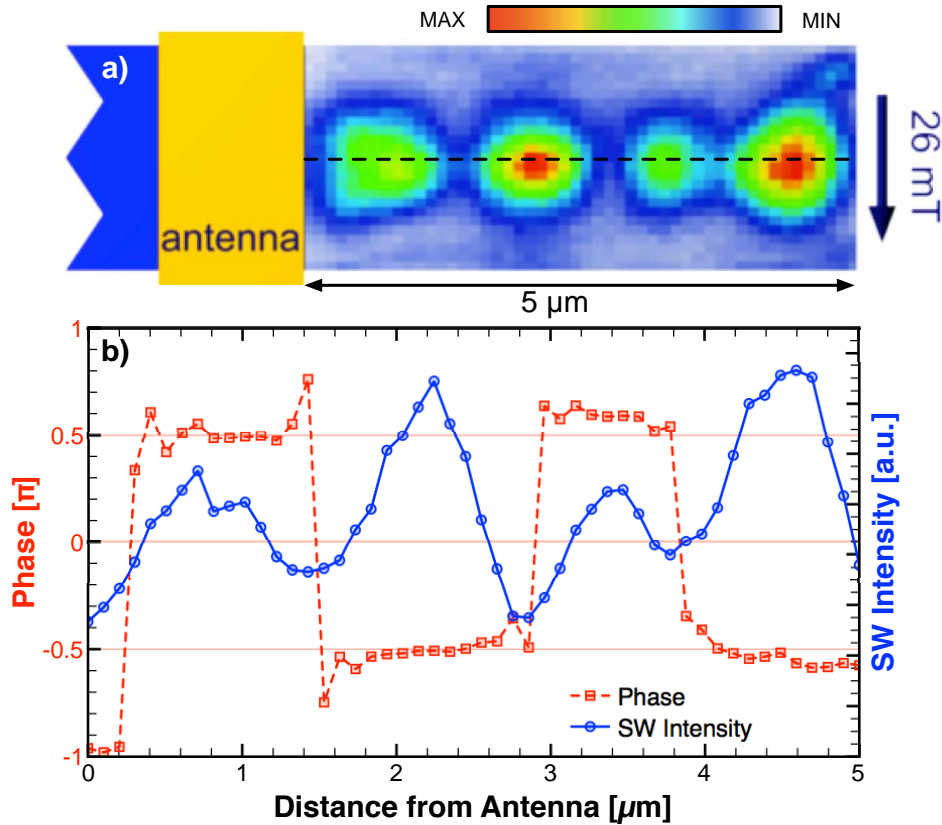 MAX MIN
a)
antenna
26 mT
5 µm
b)
1
0.5
0
-0.5
-1
Phase [π]
SW Intensity [a.u.]
Phase
SW Intensity
0 1 2 3 4 5
Distance from Antenna [µm]